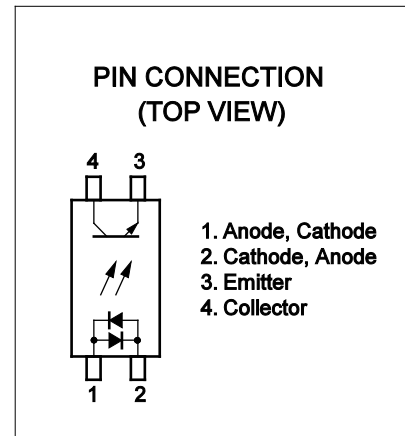 PIN CONNECTION
(TOP VIEW)
4 3
1. Anode, Cathode
2. Cathode, Anode
3. Emitter
4. Collector
1 2